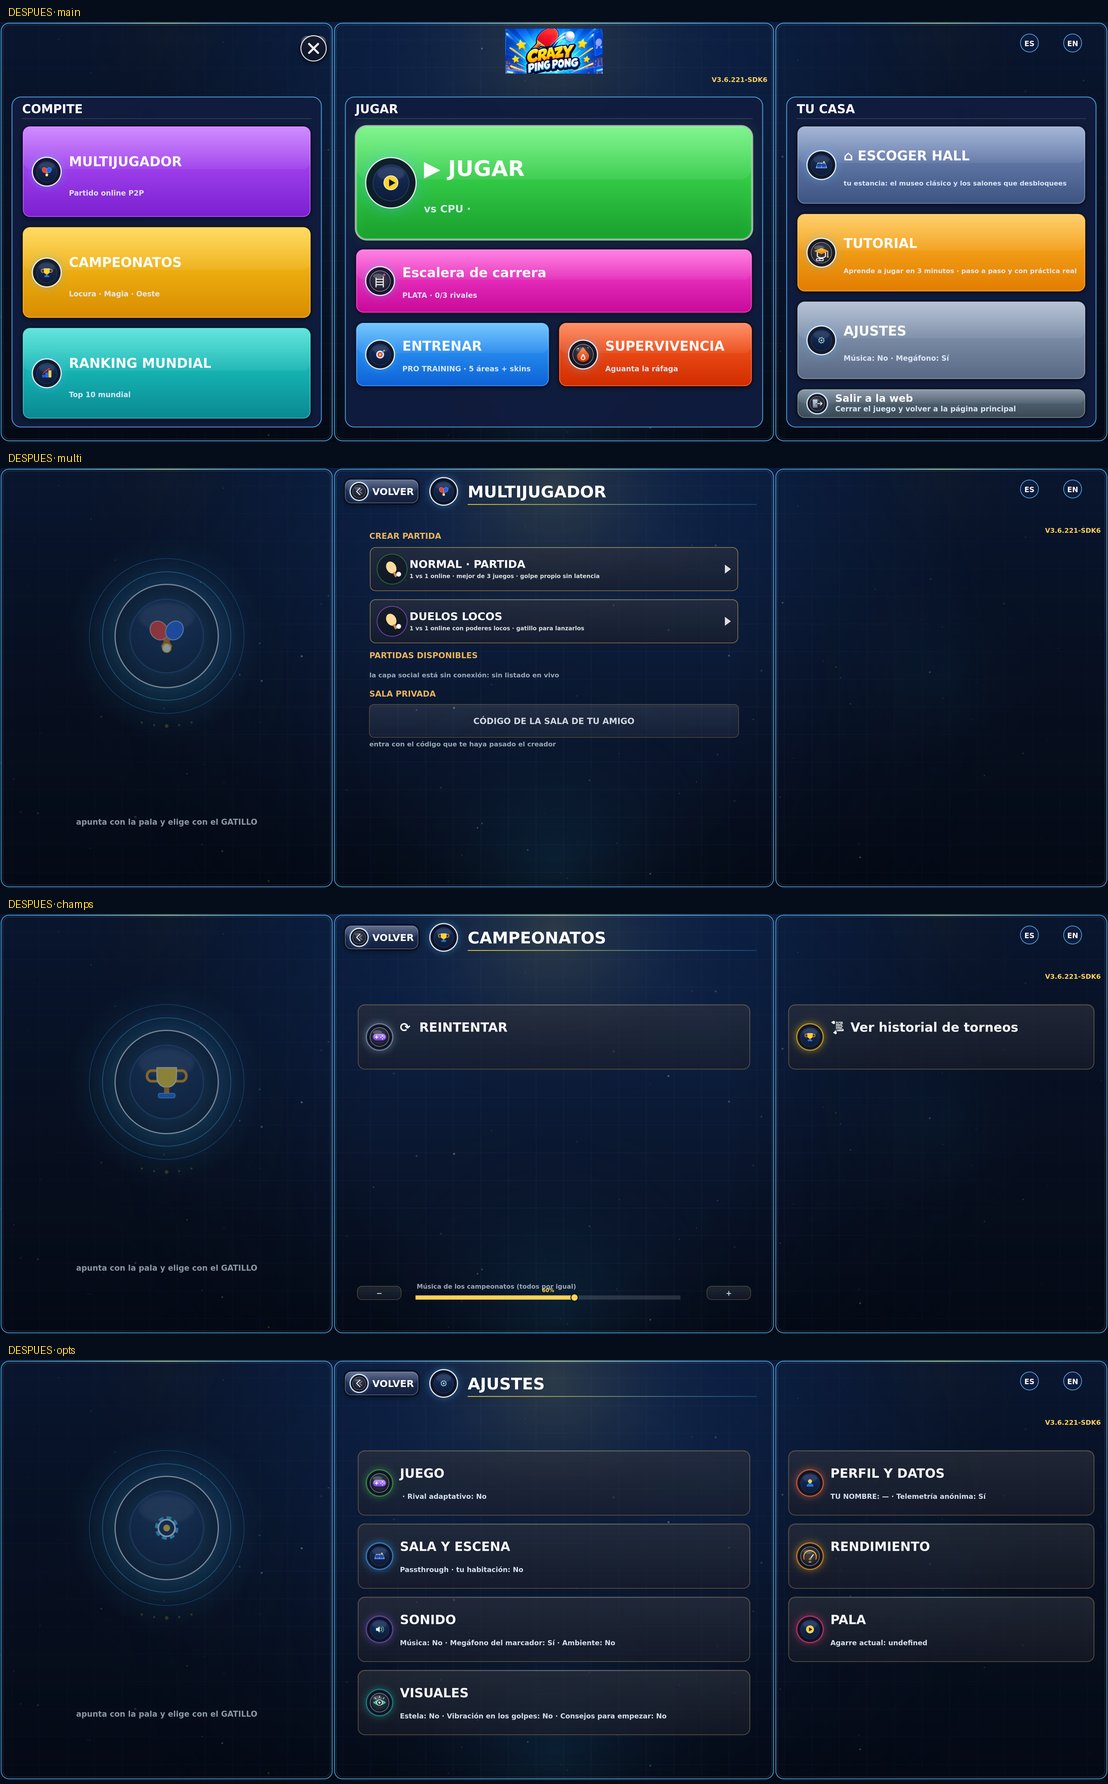 DESPUES·main
COMPITE
MULTIJUGADOR
Partido online P2P
CAMPEONATOS
Locura · Magia · Oeste
RANKING MUNDIAL
Top 10 mundial
CRAZY
PING PONG
V3.6.221-SDK6
JUGAR
▶ JUGAR
vs CPU ·
Escalera de carrera
PLATA · 0/3 rivales
ENTRENAR
PRO TRAINING · 5 áreas + skins
SUPERVIVENCIA
Aguanta la ráfaga
ES
EN
TU CASA
⌂ ESCOGER HALL
tu estancia: el museo clásico y los salones que desbloquees
TUTORIAL
Aprende a jugar en 3 minutos · paso a paso y con práctica real
AJUSTES
Música: No · Megáfono: Sí
Salir a la web
Cerrar el juego y volver a la página principal
DESPUES·multi
apunta con la pala y elige con el GATILLO
VOLVER
MULTIJUGADOR
CREAR PARTIDA
NORMAL · PARTIDA
1 vs 1 online · mejor de 3 juegos · golpe propio sin latencia
DUELOS LOCOS
1 vs 1 online con poderes locos · gatillo para lanzarlos
PARTIDAS DISPONIBLES
la capa social está sin conexión: sin listado en vivo
SALA PRIVADA
CÓDIGO DE LA SALA DE TU AMIGO
entra con el código que te haya pasado el creador
ES
EN
V3.6.221-SDK6
DESPUES·champs
apunta con la pala y elige con el GATILLO
VOLVER
CAMPEONATOS
⟳ REINTENTAR
Música de los campeonatos (todos por igual)
60%
−
+
ES
EN
V3.6.221-SDK6
Ver historial de torneos
DESPUES·opts
apunta con la pala y elige con el GATILLO
VOLVER
AJUSTES
JUEGO
· Rival adaptativo: No
SALA Y ESCENA
Passthrough · tu habitación: No
SONIDO
Música: No · Megáfono del marcador: Sí · Ambiente: No
VISUALES
Estela: No · Vibración en los golpes: No · Consejos para empezar: No
ES
EN
V3.6.221-SDK6
PERFIL Y DATOS
TU NOMBRE: — · Telemetría anónima: Sí
RENDIMIENTO
PALA
Agarre actual: undefined